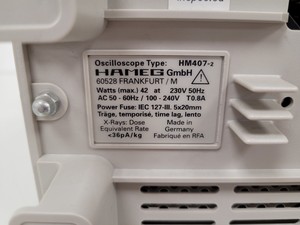 Inspected
Oscilloscope Type: HM407-2
HAMEG GmbH
60528 FRANKFURT / M
Watts (max.) 42 at 230V 50Hz
AC 50 - 60Hz / 100 - 240V T0.8A
Power Fuse: IEC 127-III. 5x20mm
Träge, temporisé, time lag, lento
X-Rays: Dose Made in
Equivalent Rate Germany
<36pA/kg Fabriqué en RFA